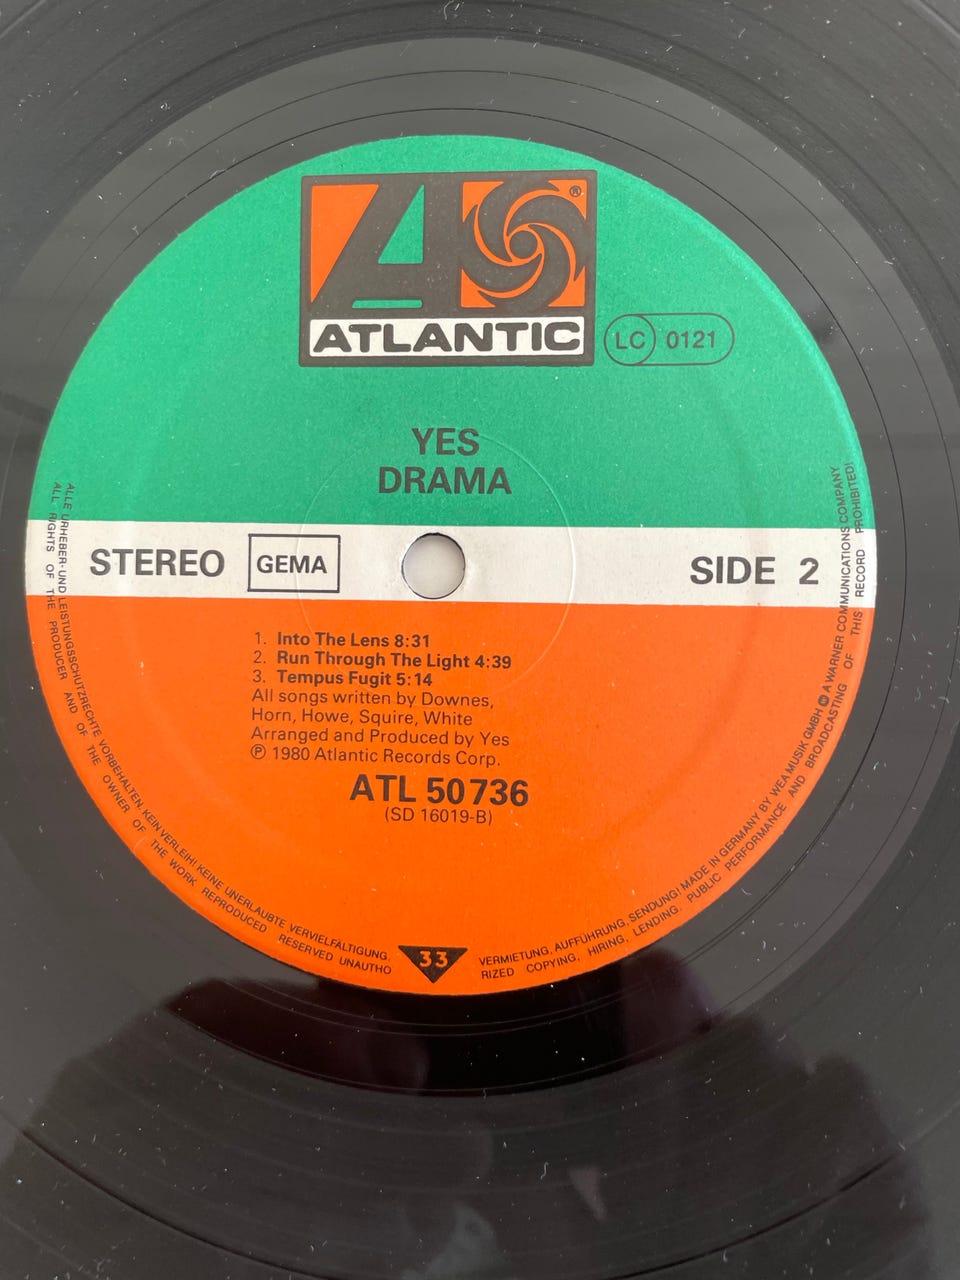 ATLANTIC
®
LC 0121
YES
DRAMA
STEREO GEMA SIDE 2
1. Into The Lens 8:31
2. Run Through The Light 4:39
3. Tempus Fugit 5:14
All songs written by Downes,
Horn, Howe, Squire, White
Arranged and Produced by Yes
℗ 1980 Atlantic Records Corp.
ATL 50736
(SD 16019-B)
33
ALLE URHEBER- UND LEISTUNGSSCHUTZRECHTE VORBEHALTEN. KEIN VERLEIH! KEINE UNERLAUBTE VERVIELFÄLTIGUNG, VERMIETUNG, AUFFÜHRUNG, SENDUNG! MADE IN GERMANY BY WEA MUSIK GMBH A WARNER COMMUNICATIONS COMPANY
ALL RIGHTS OF THE PRODUCER AND OF THE OWNER OF THE WORK REPRODUCED RESERVED UNAUTHO RIZED COPYING, HIRING, LENDING, PUBLIC PERFORMANCE AND BROADCASTING OF THIS RECORD PROHIBITED!